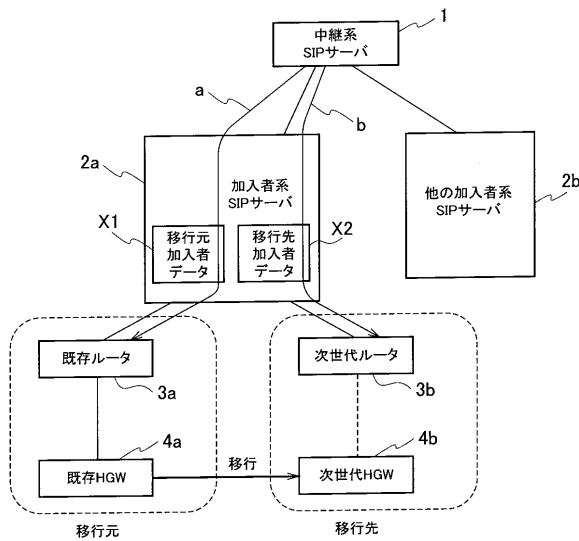 1
中継系
SIPサーバ
a
b
2a
加入者系
SIPサーバ
他の加入者系
SIPサーバ
2b
X1
移行元
加入者
データ
移行先
加入者
データ
X2
既存ルータ
3a
次世代ルータ
3b
4a
既存HGW
移行
4b
次世代HGW
移行元
移行先